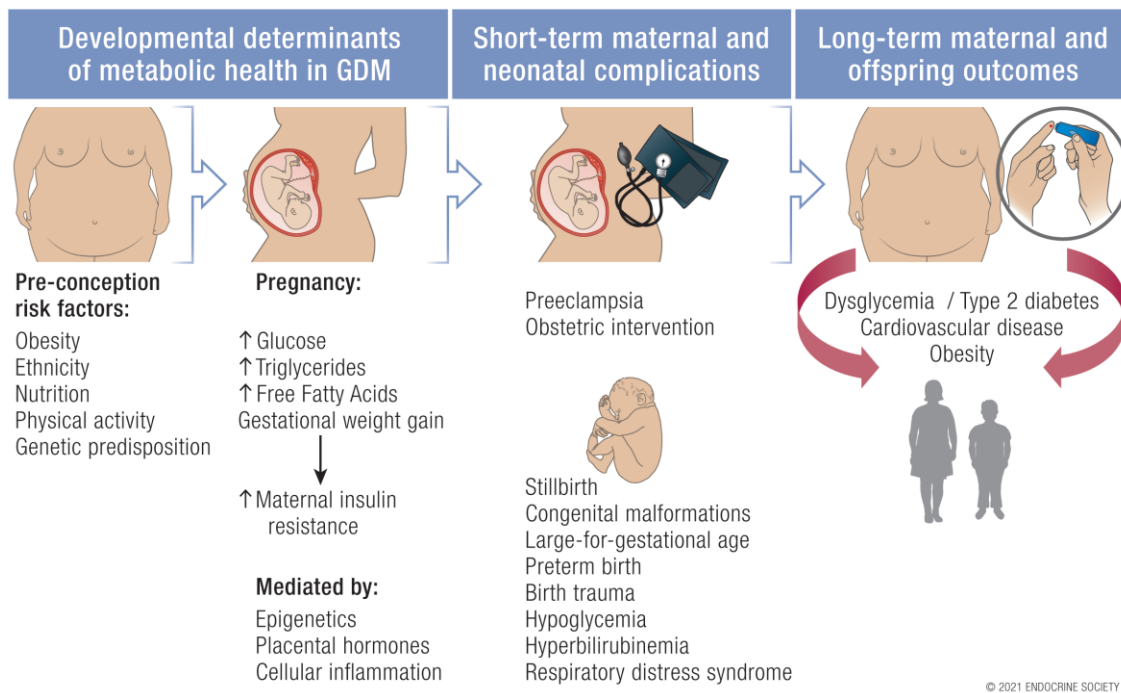 Developmental determinants
of metabolic health in GDM
Short-term maternal and
neonatal complications
Long-term maternal and
offspring outcomes
Pre-conception
risk factors:
Obesity
Ethnicity
Nutrition
Physical activity
Genetic predisposition
Pregnancy:
↑ Glucose
↑ Triglycerides
↑ Free Fatty Acids
Gestational weight gain
↑ Maternal insulin
resistance
Mediated by:
Epigenetics
Placental hormones
Cellular inflammation
Preeclampsia
Obstetric intervention
Stillbirth
Congenital malformations
Large-for-gestational age
Preterm birth
Birth trauma
Hypoglycemia
Hyperbilirubinemia
Respiratory distress syndrome
Dysglycemia / Type 2 diabetes
Cardiovascular disease
Obesity
© 2021 ENDOCRINE SOCIETY